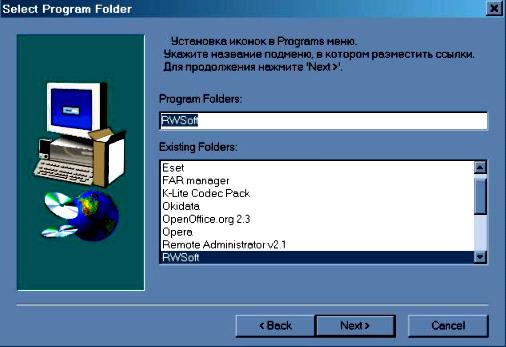 Select Program Folder
Установка иконок в Programs меню.
Укажите название подменю, в котором разместить ссылки.
Для продолжения нажмите 'Next >'.
Program Folders:
RWSoft
Existing Folders:
Eset
FAR manager
K-Lite Codec Pack
Okidata
OpenOffice.org 2.3
Opera
Remote Administrator v2.1
RWSoft
< Back
Next >
Cancel